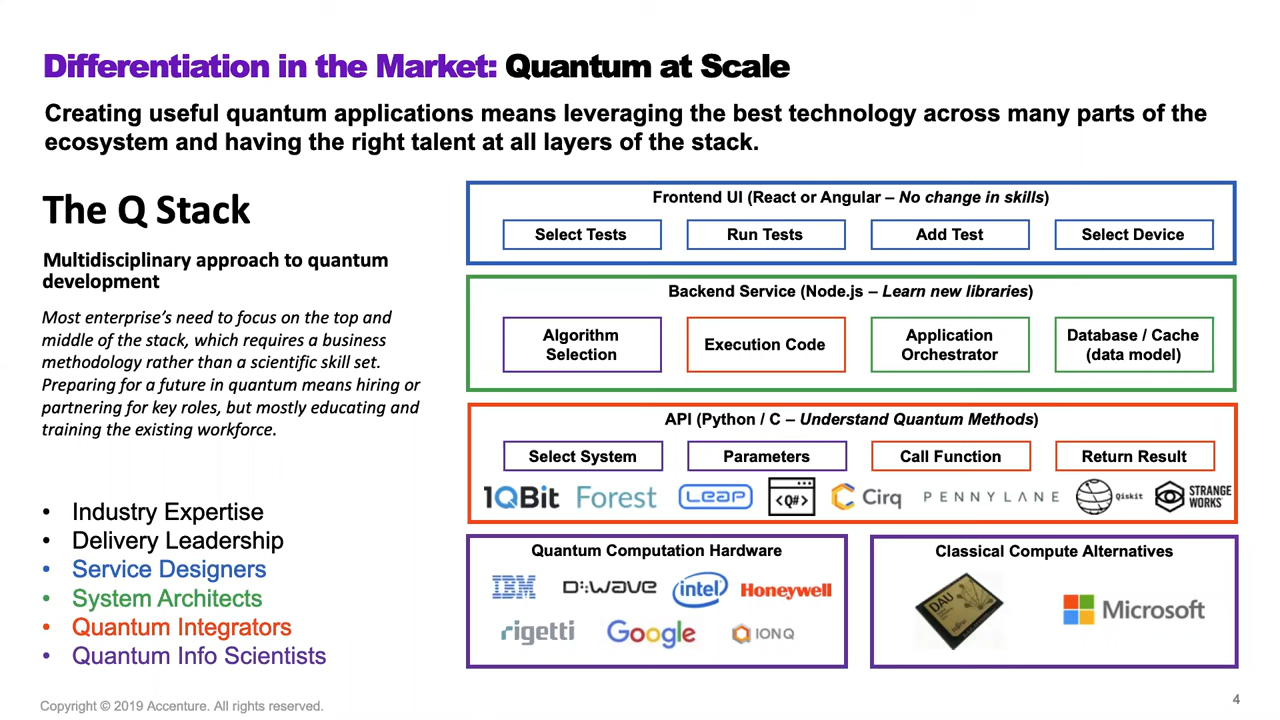 Differentiation in the Market: Quantum at Scale
Creating useful quantum applications means leveraging the best technology across many parts of the
ecosystem and having the right talent at all layers of the stack.
The Q Stack
Multidisciplinary approach to quantum
development
Most enterprise's need to focus on the top and
middle of the stack, which requires a business
methodology rather than a scientific skill set.
Preparing for a future in quantum means hiring or
partnering for key roles, but mostly educating and
training the existing workforce.
• Industry Expertise
• Delivery Leadership
• Service Designers
• System Architects
• Quantum Integrators
• Quantum Info Scientists
Frontend UI (React or Angular – No change in skills)
Select Tests
Run Tests
Add Test
Select Device
Backend Service (Node.js – Learn new libraries)
Algorithm
Selection
Execution Code
Application
Orchestrator
Database / Cache
(data model)
API (Python / C – Understand Quantum Methods)
Select System
Parameters
Call Function
Return Result
1QBit
Forest
LEAP
<Q#>
Cirq
PENNYLANE
Qiskit
STRANGE
WORKS
Quantum Computation Hardware
IBM
D:wave
intel
Honeywell
rigetti
Google
IONQ
Classical Compute Alternatives
DAU
Microsoft
Copyright © 2019 Accenture. All rights reserved.
4